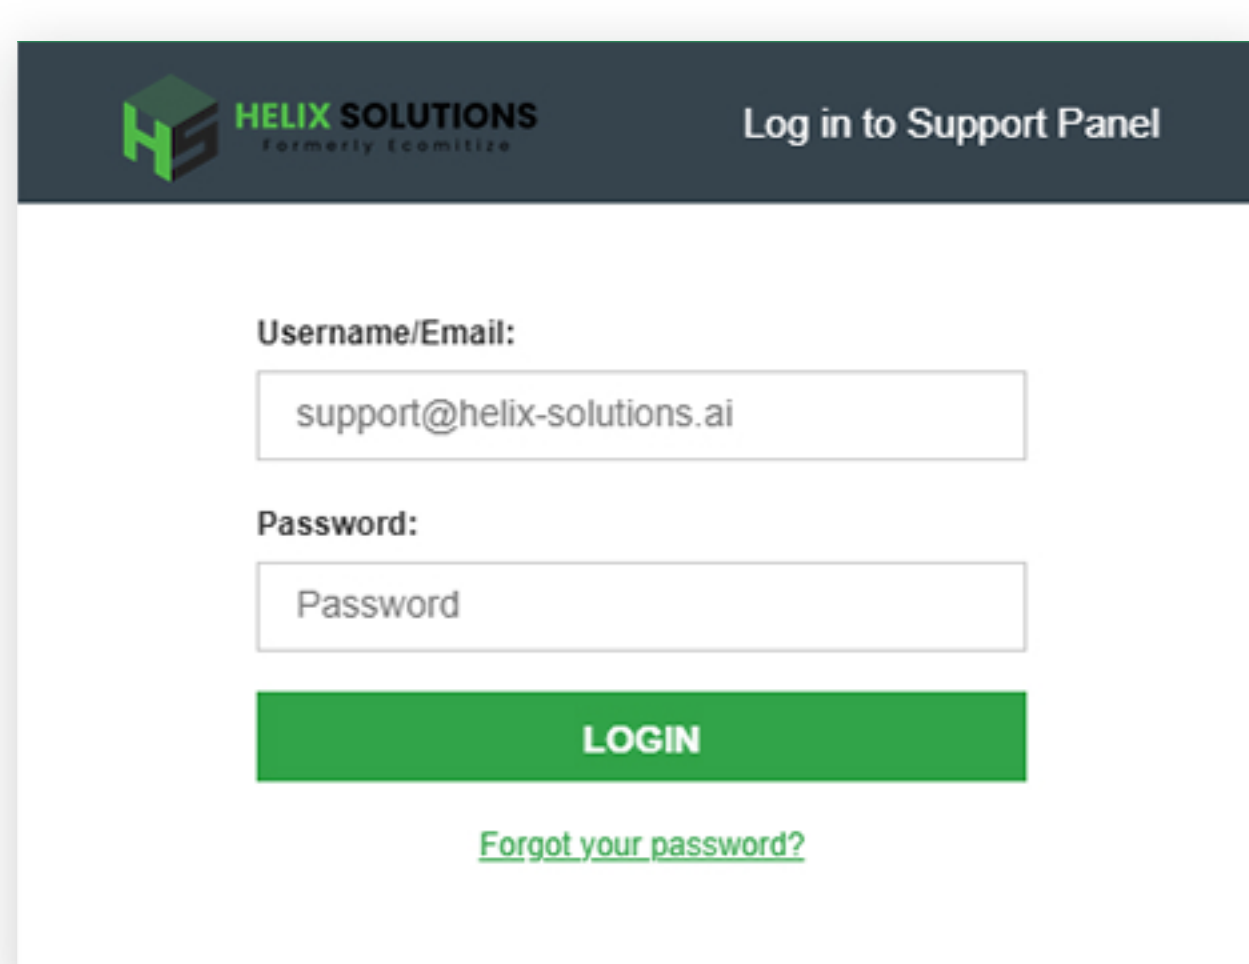 HS
HELIX SOLUTIONS
Formerly Ecomitize
Log in to Support Panel
Username/Email:
support@helix-solutions.ai
Password:
Password
LOGIN
Forgot your password?